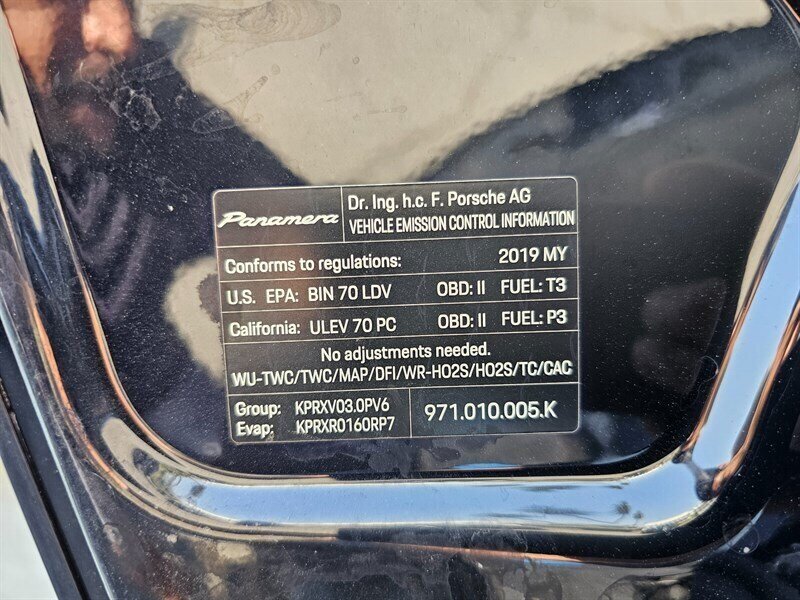 Panamera
Dr. Ing. h.c. F. Porsche AG
VEHICLE EMISSION CONTROL INFORMATION
Conforms to regulations: 2019 MY
U.S. EPA: BIN 70 LDV OBD: II FUEL: T3
California: ULEV 70 PC OBD: II FUEL: P3
No adjustments needed.
WU-TWC/TWC/MAP/DFI/WR-HO2S/HO2S/TC/CAC
Group: KPRXV03.0PV6
Evap: KPRXR0160RP7
971.010.005.K